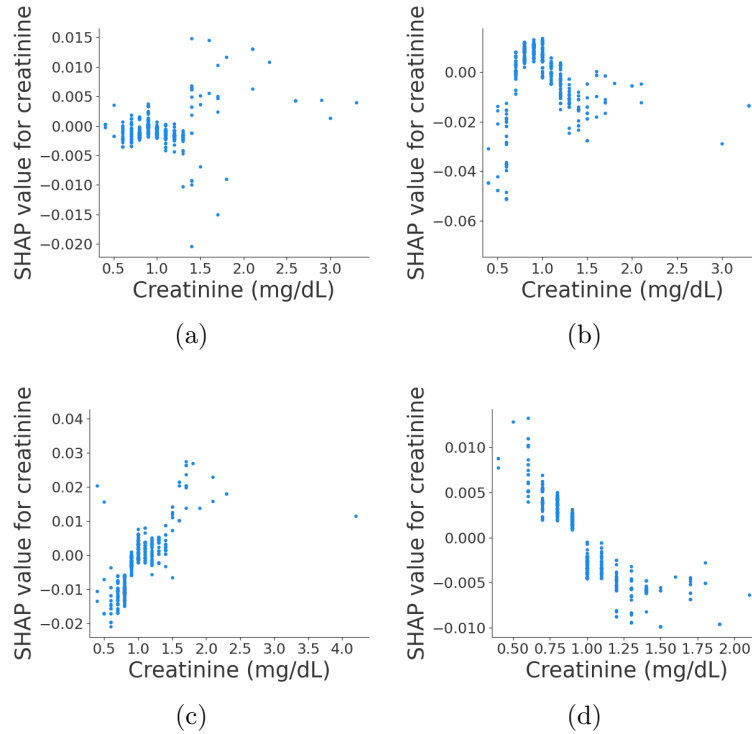 SHAP value for creatinine
0.015
0.010
0.005
0.000
−0.005
−0.010
−0.015
−0.020
0.5 1.0 1.5 2.0 2.5 3.0
Creatinine (mg/dL)
(a)
SHAP value for creatinine
0.00
−0.02
−0.04
−0.06
0.5 1.0 1.5 2.0 2.5 3.0
Creatinine (mg/dL)
(b)
SHAP value for creatinine
0.04
0.03
0.02
0.01
0.00
−0.01
−0.02
0.5 1.0 1.5 2.0 2.5 3.0 3.5 4.0
Creatinine (mg/dL)
(c)
SHAP value for creatinine
0.010
0.005
0.000
−0.005
−0.010
0.50 0.75 1.00 1.25 1.50 1.75 2.00
Creatinine (mg/dL)
(d)